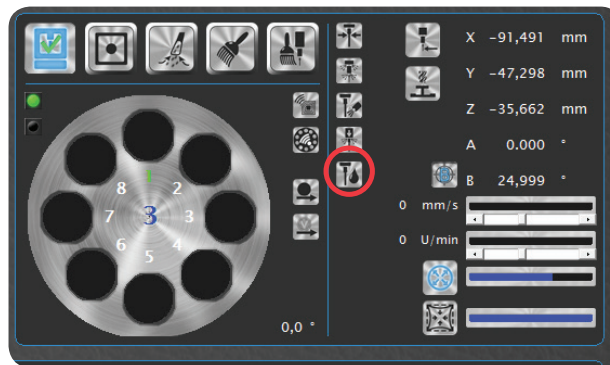 X -91,491 mm
Y -47,298 mm
Z -35,662 mm
A 0.000 °
B 24,999 °
0 mm/s
0 U/min
1
2
3
4
5
6
7
8
3
0,0 °